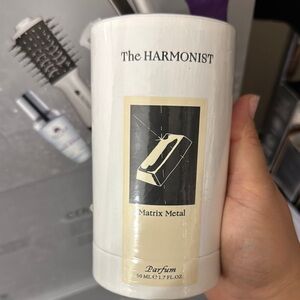 The HARMONIST
Matrix Metal
Parfum
50 ML ℮ 1.7 FL.OZ.